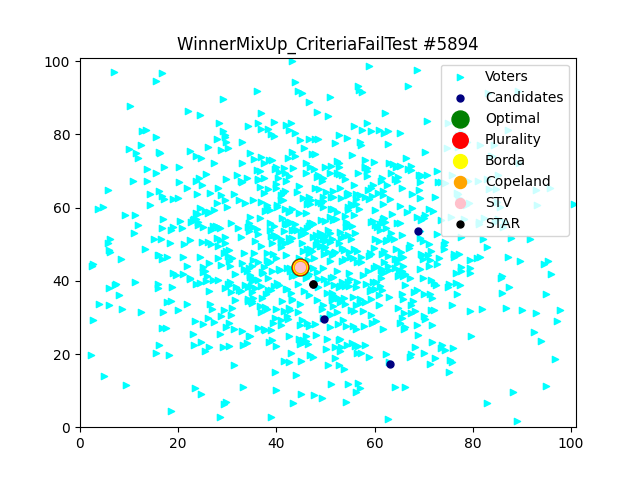 WinnerMixUp_CriteriaFailTest #5894
100
80
60
40
20
0
0 20 40 60 80 100
Voters
Candidates
Optimal
Plurality
Borda
Copeland
STV
STAR